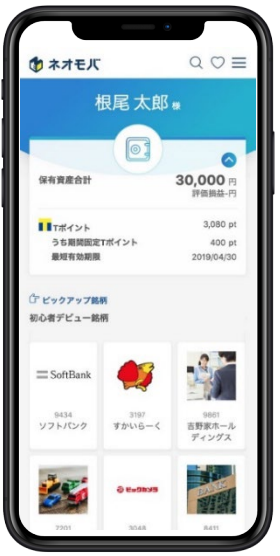 ネオモバ
根尾 太郎 様
保有資産合計
30,000 円
評価損益-円
Tポイント 3,080 pt
うち期間固定Tポイント 400 pt
最短有効期限 2019/04/30
ピックアップ銘柄
初心者デビュー銘柄
SoftBank
9434
ソフトバンク
3197
すかいらーく
9861
吉野家ホール
ディングス
ビックカメラ
7201
3048
8411